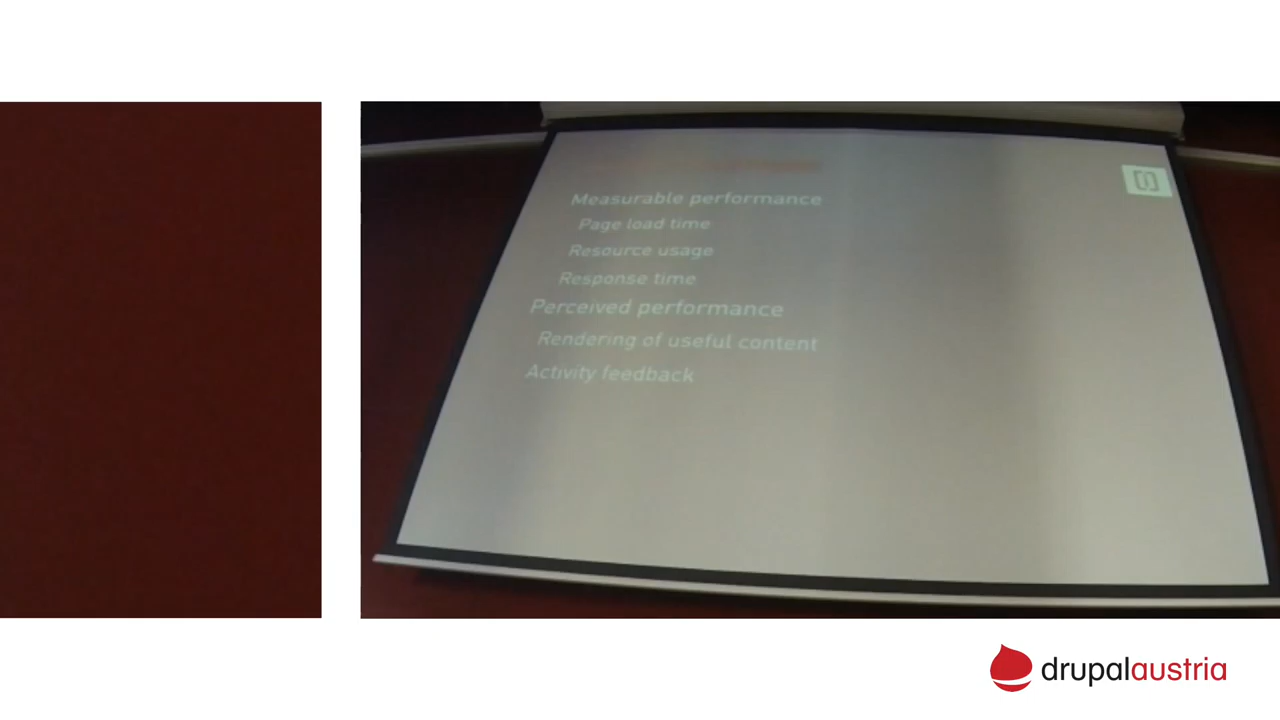 Measurable performance
Page load time
Resource usage
Response time
Perceived performance
Rendering of useful content
Activity feedback
drupalaustria